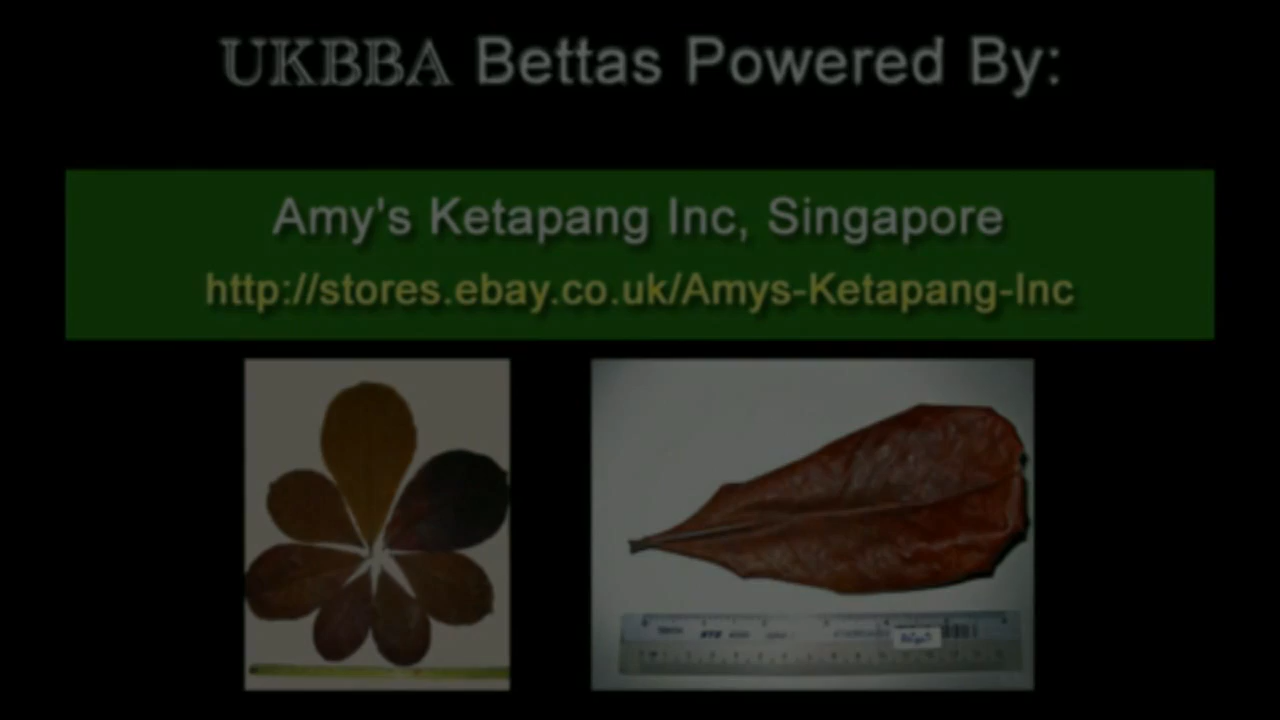 UKBBA Bettas Powered By:
Amy's Ketapang Inc, Singapore
http://stores.ebay.co.uk/Amys-Ketapang-Inc